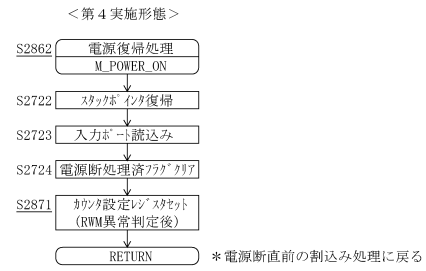 ＜第４実施形態＞
S2862 電源復帰処理
M_POWER_ON
S2722 ｽﾀｯｸﾎﾟｲﾝﾀ復帰
S2723 入力ﾎﾟｰﾄ読込み
S2724 電源断処理済ﾌﾗｸﾞｸﾘｱ
S2871 ｶｳﾝﾀ設定ﾚｼﾞｽﾀｾｯﾄ
(RWM異常判定後)
RETURN ＊電源断直前の割込み処理に戻る